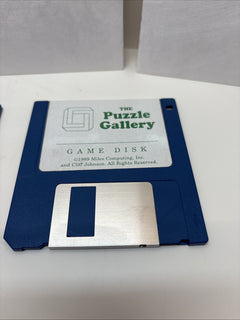 THE
Puzzle
Gallery
GAME DISK
©1989 Miles Computing, Inc.
and Cliff Johnson. All Rights Reserved.